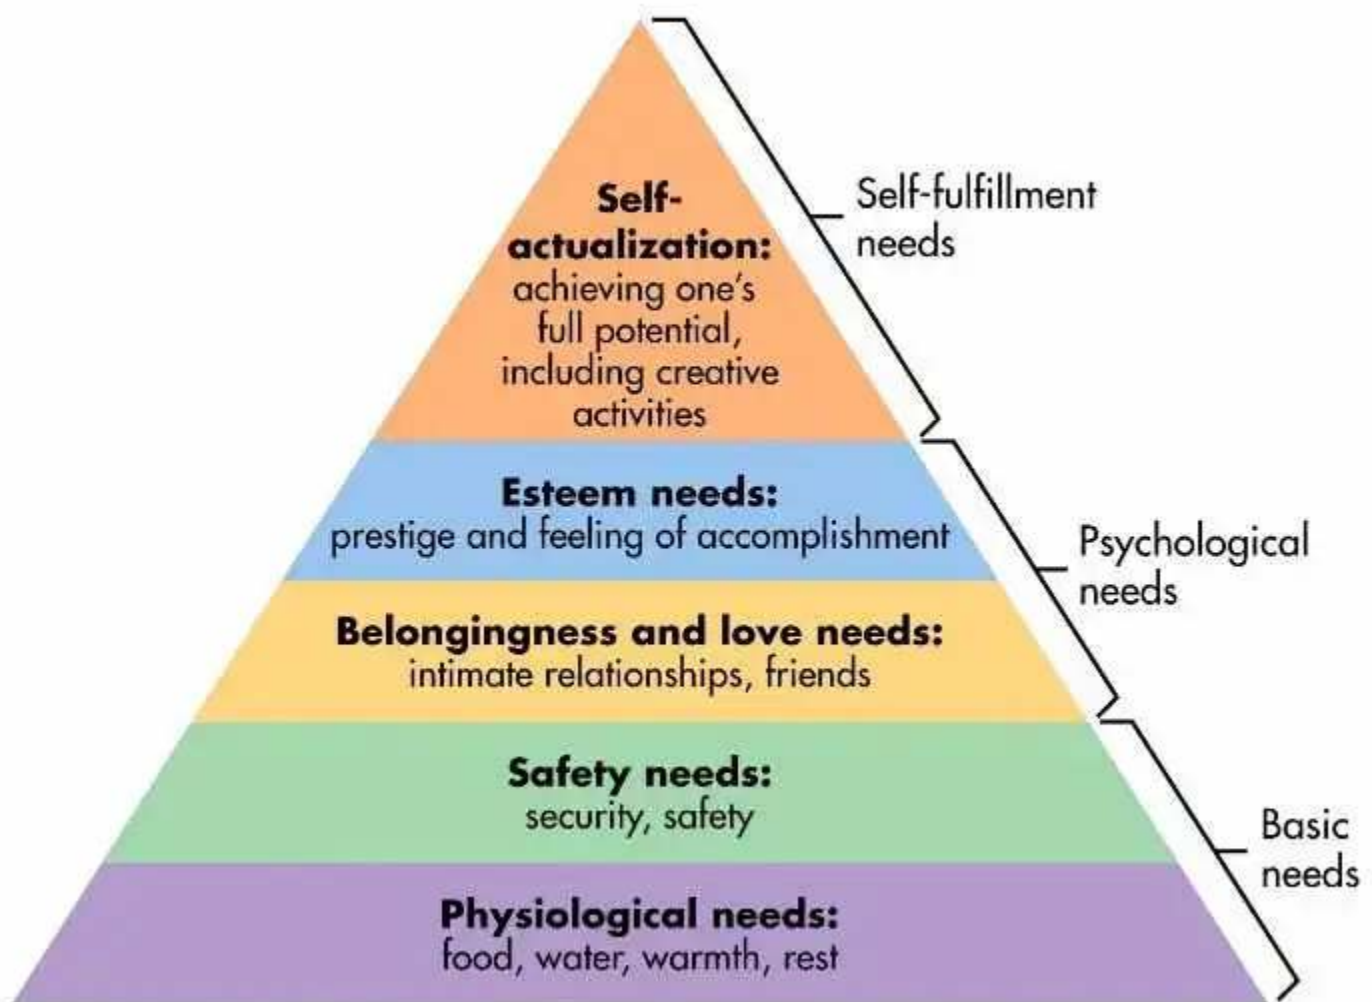 Self-
actualization:
achieving one's
full potential,
including creative
activities
Self-fulfillment
needs
Esteem needs:
prestige and feeling of accomplishment
Psychological
needs
Belongingness and love needs:
intimate relationships, friends
Safety needs:
security, safety
Basic
needs
Physiological needs:
food, water, warmth, rest